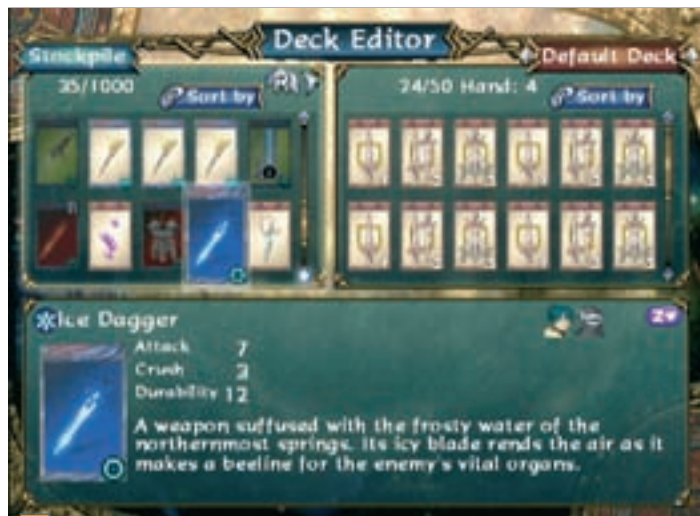 Deck Editor
Stockpile
Default Deck
35/1000
Sort by
24/50 Hand: 4
Sort by
Ice Dagger
Attack 7
Crush 3
Durability 12
A weapon suffused with the frosty water of the
northernmost springs. Its icy blade rends the air as it
makes a beeline for the enemy's vital organs.